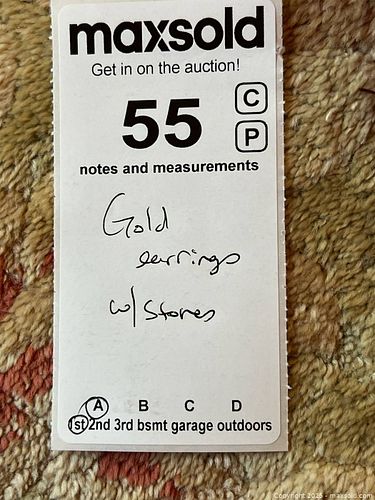 maxsold
Get in on the auction!
55
C
P
notes and measurements
Gold
earrings
w/ stones
A B C D
1st 2nd 3rd bsmt garage outdoors
Copyright 2025 - maxsold.com